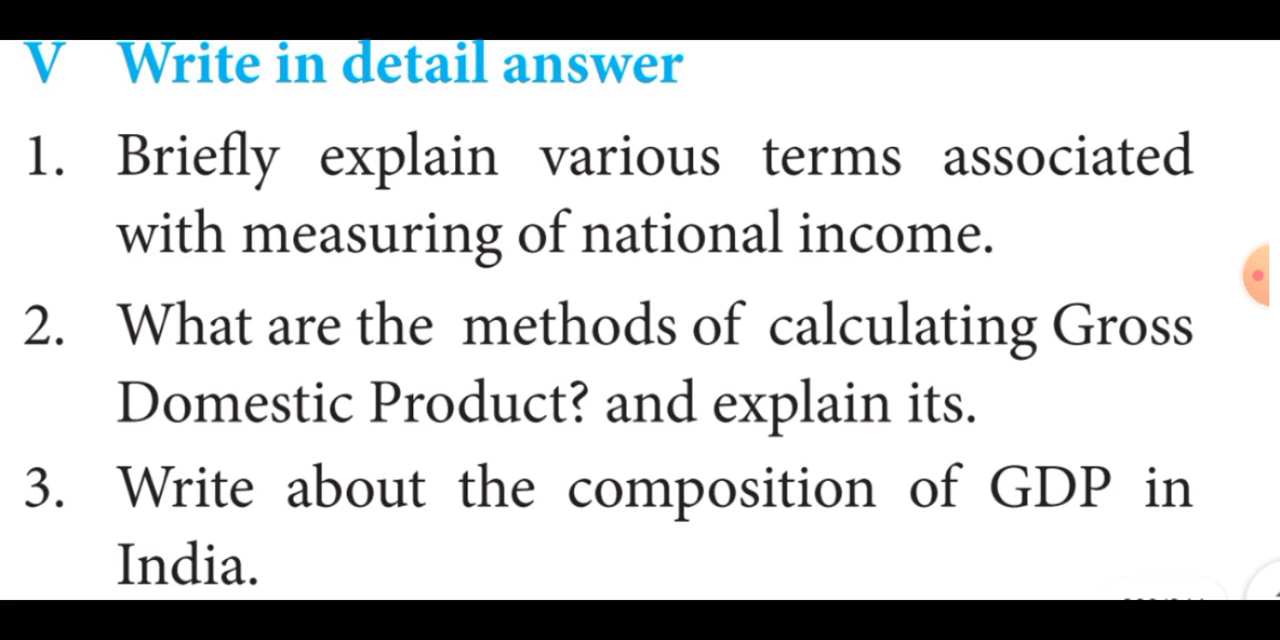 V Write in detail answer
1. Briefly explain various terms associated
with measuring of national income.
2. What are the methods of calculating Gross
Domestic Product? and explain its.
3. Write about the composition of GDP in
India.